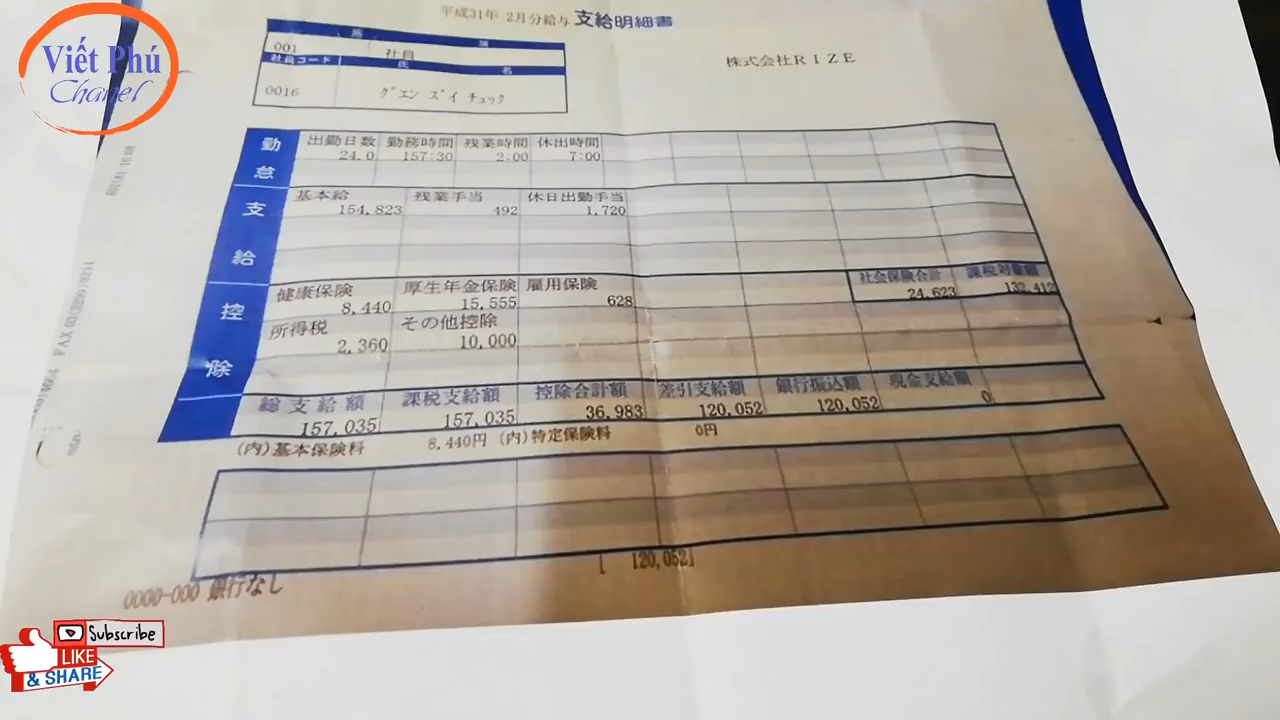 Viết Phú
Chanel
平成31年 2月分給与 支給明細書
001 社員
社員コード 氏 名
0016 グエン ズイ チュック
株式会社RIZE
勤怠
出勤日数 勤務時間 残業時間 休出時間
24.0 157:30 2:00 7:00
支給
基本給 残業手当 休日出勤手当
154,823 492 1,720
控除
健康保険 厚生年金保険 雇用保険 社会保険合計 課税対象額
8,440 15,555 628 24,623 132,412
所得税 その他控除
2,360 10,000
総支給額 課税支給額 控除合計額 差引支給額 銀行振込額 現金支給額
157,035 157,035 36,983 120,052 120,052 0
(内)基本保険料 8,440円 (内)特定保険料 0円
[ 120,052]
0000-000 銀行なし
Subscribe
LIKE
& SHARE